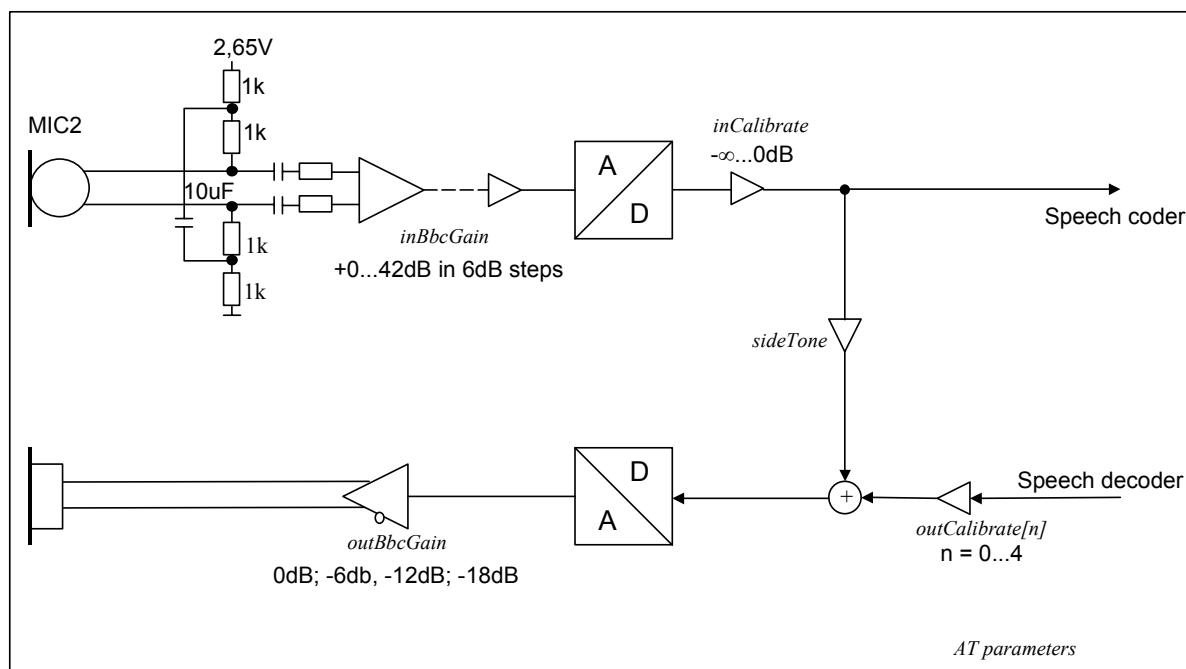 2,65V
1k
MIC2
1k
10uF
1k
1k
inBbcGain
+0...42dB in 6dB steps
A
D
inCalibrate
-∞...0dB
Speech coder
sideTone
D
A
+
Speech decoder
outCalibrate[n]
n = 0...4
outBbcGain
0dB; -6db, -12dB; -18dB
AT parameters